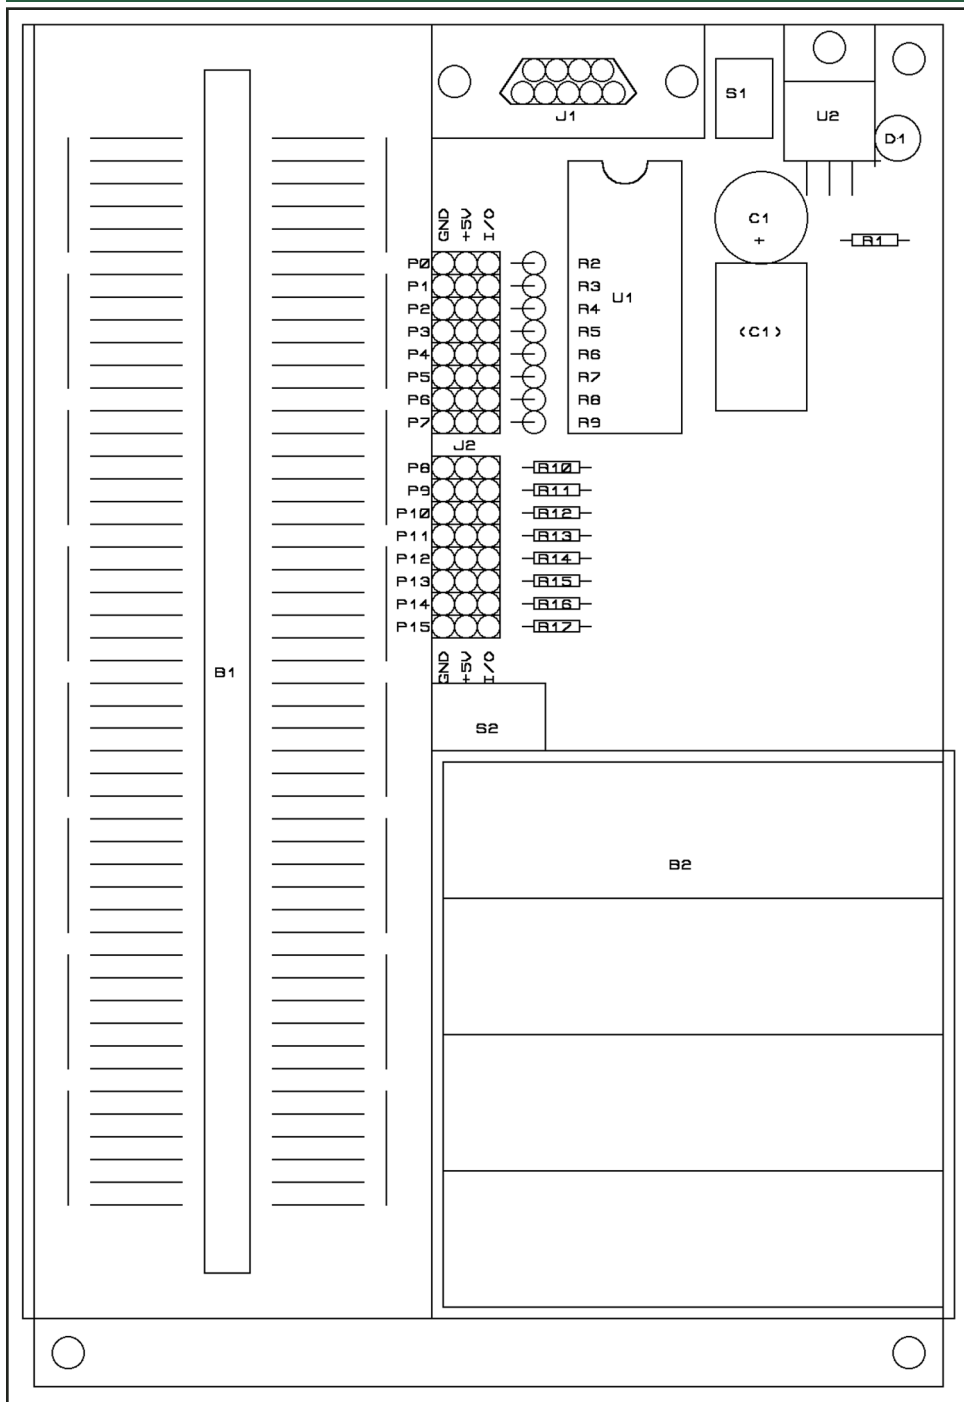 J1
S1
U2
D1
GND +5V I/O
C1
+
R1
P0 R2
P1 R3
U1
P2 R4
P3 R5
(C1)
P4 R6
P5 R7
P6 R8
P7 R9
J2
P8 R10
P9 R11
P10 R12
P11 R13
P12 R14
P13 R15
P14 R16
P15 R17
GND +5V I/O
B1
S2
B2